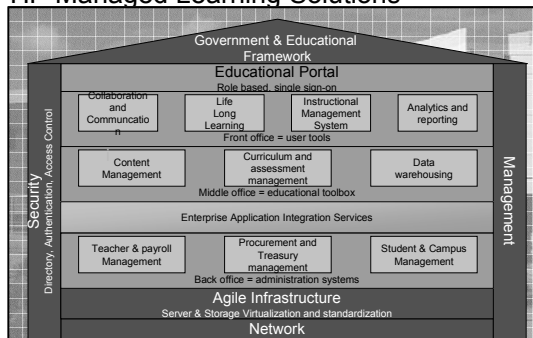 HP Managed Learning Solutions
Government & Educational
Framework
Educational Portal
Role based, single sign-on
Collaboration
and
Communcatio
n
Life
Long
Learning
Instructional
Management
System
Analytics and
reporting
Front office = user tools
Content
Management
Curriculum and
assessment
management
Data
warehousing
Middle office = educational toolbox
Enterprise Application Integration Services
Teacher & payroll
Management
Procurement and
Treasury
management
Student & Campus
Management
Back office = administration systems
Agile Infrastructure
Server & Storage Virtualization and standardization
Network
Security
Directory, Authentication, Access Control
Management